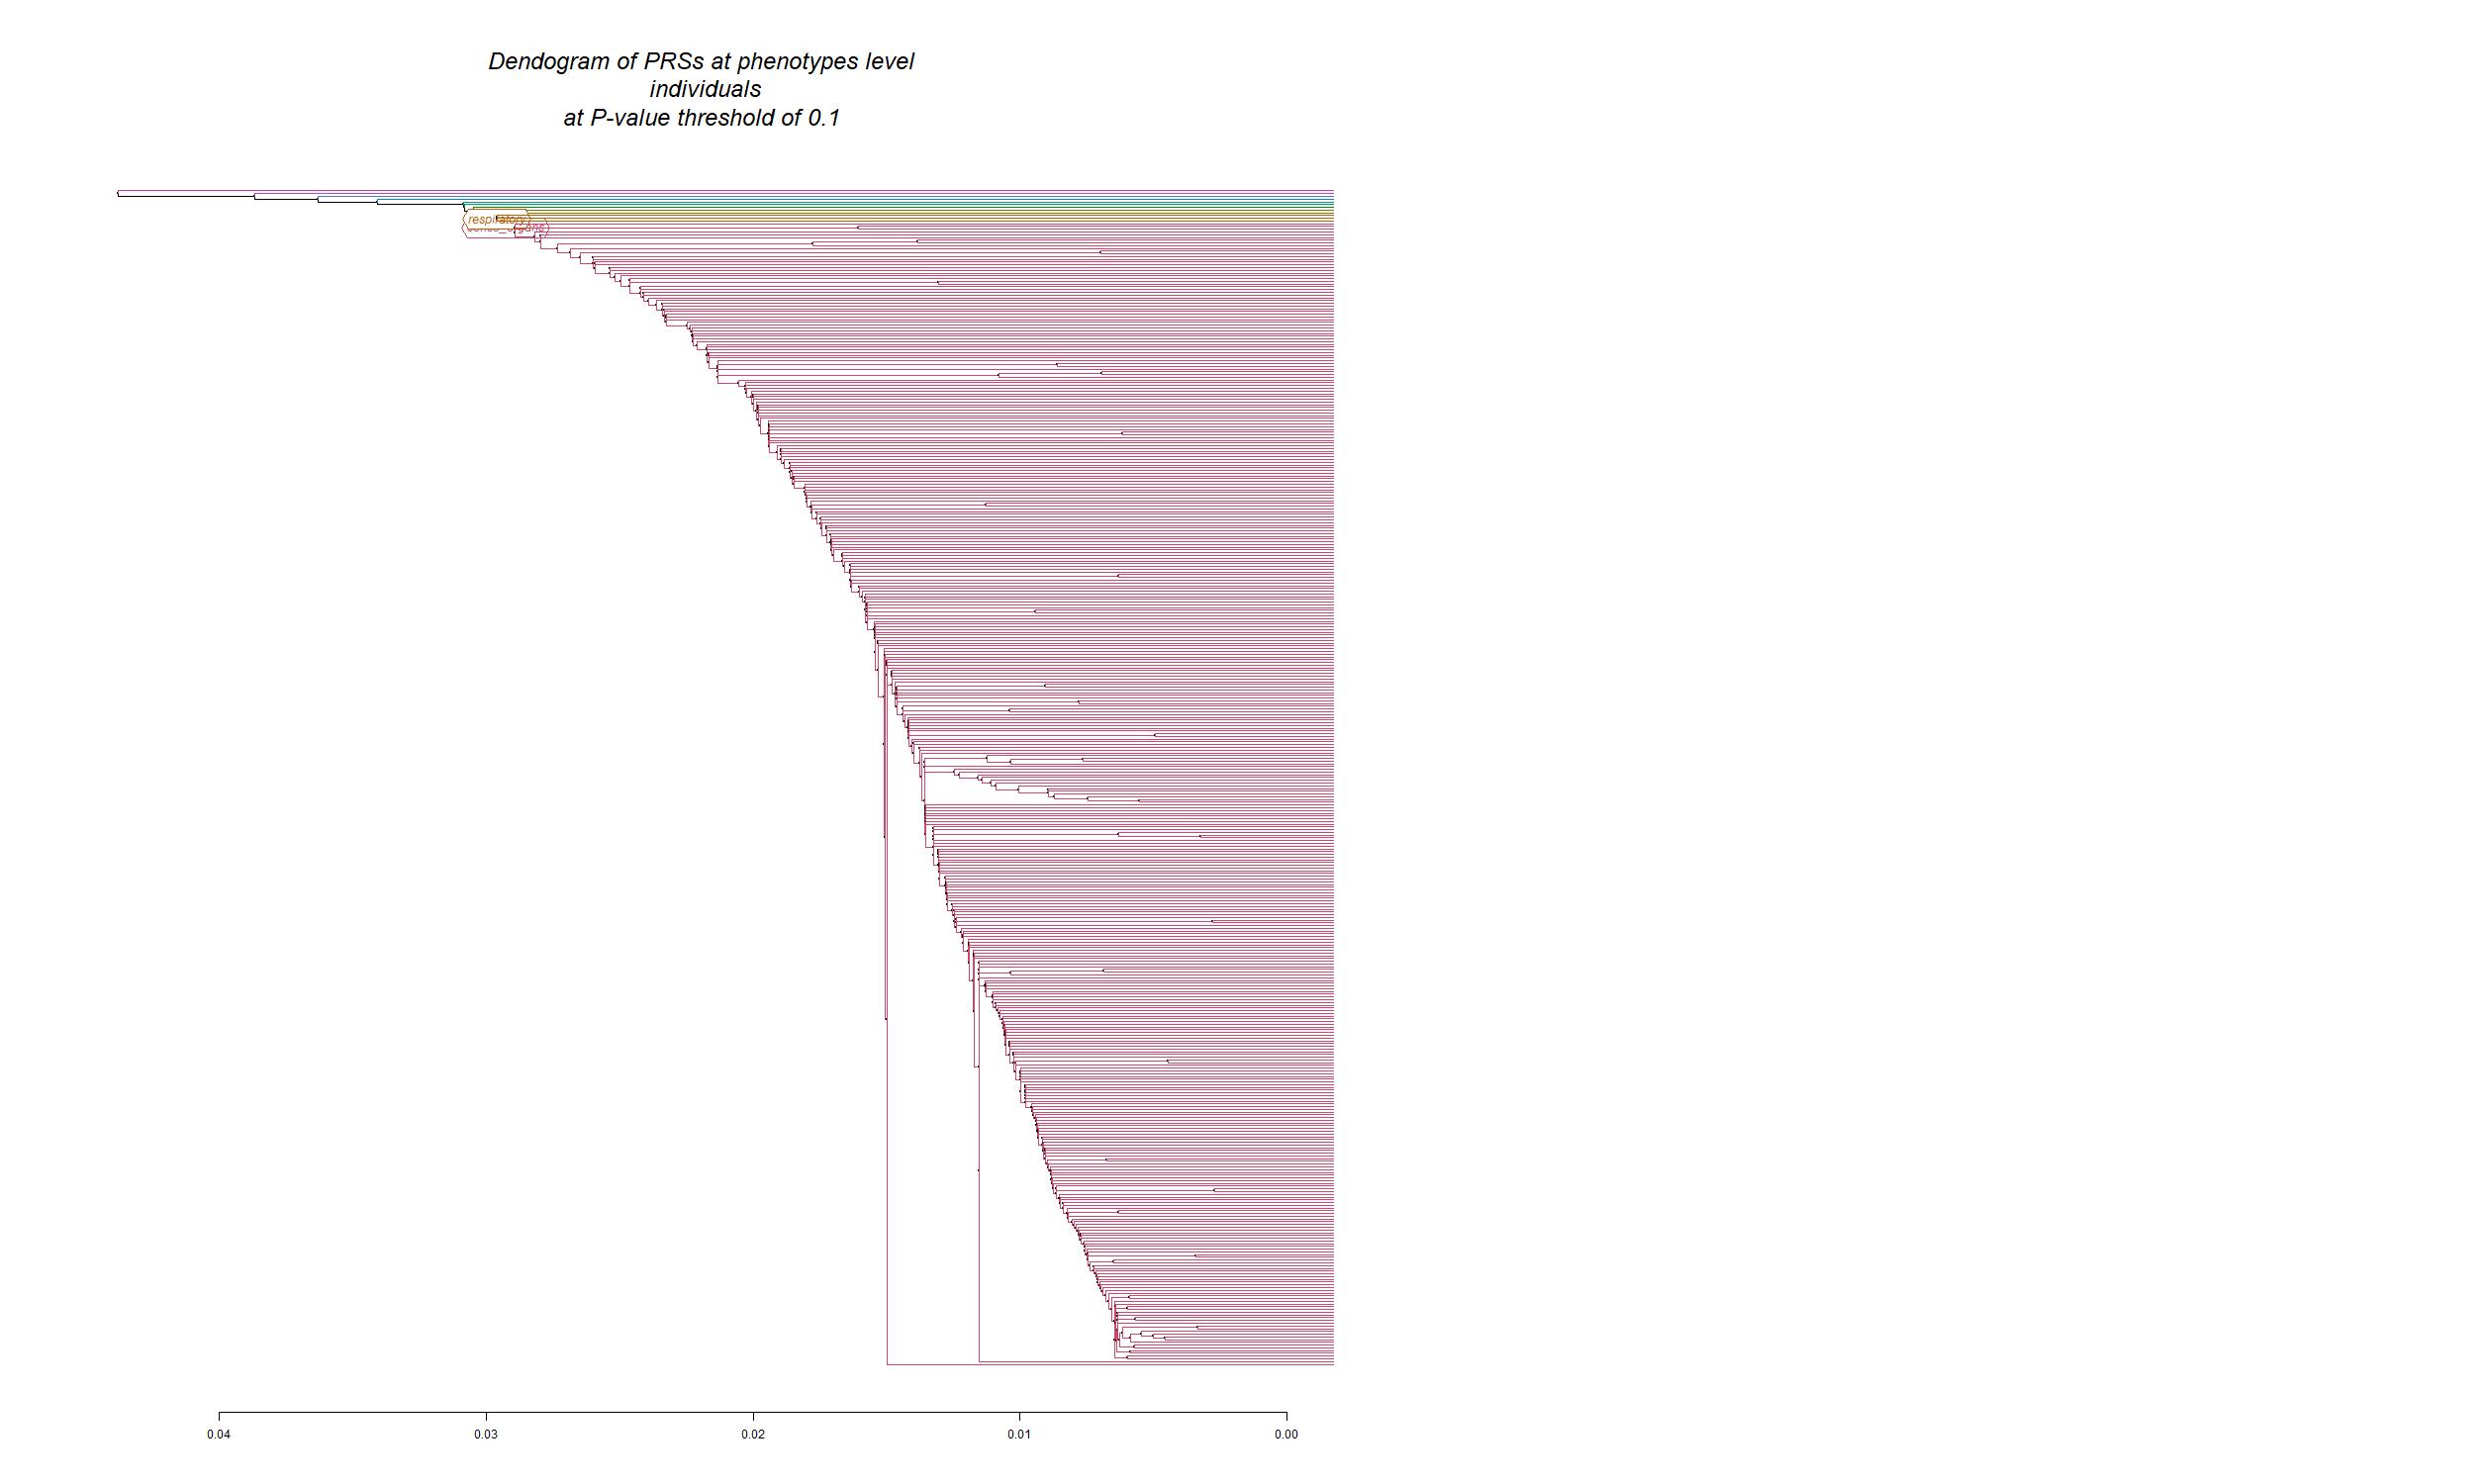 Dendogram of PRSs at phenotypes level
individuals
at P-value threshold of 0.1
respiratory
0.04 0.03 0.02 0.01 0.00